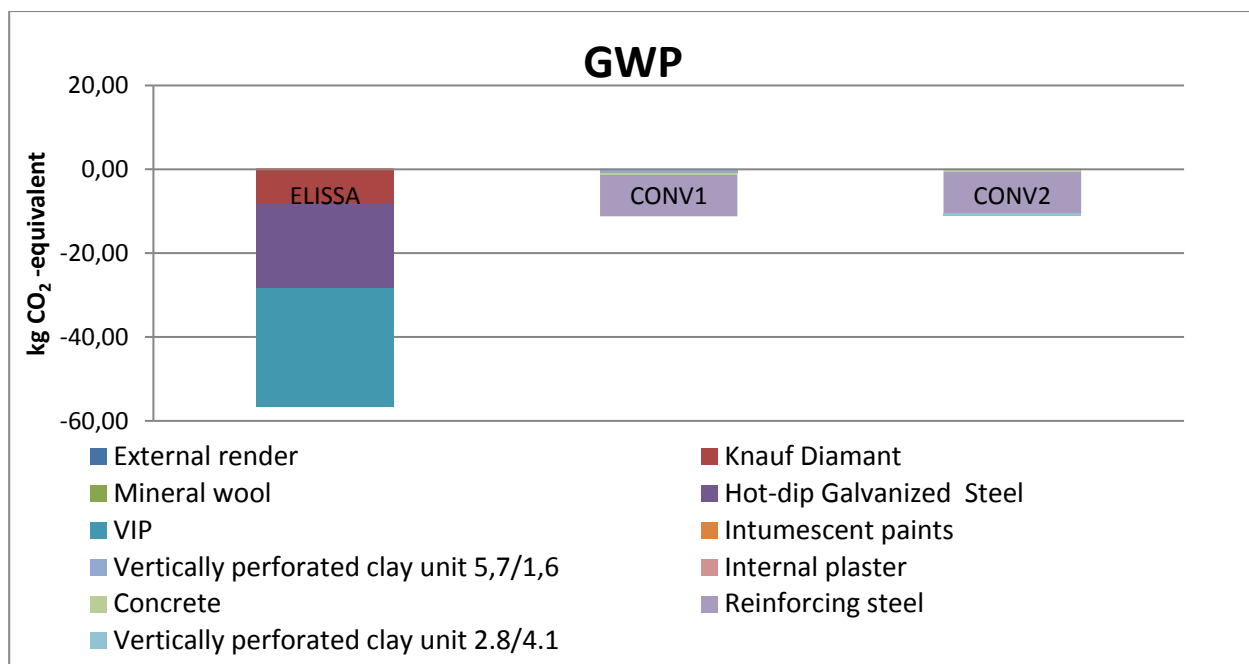 GWP
20,00
0,00
-20,00
-40,00
-60,00
kg CO₂ -equivalent
ELISSA
CONV1
CONV2
External render
Knauf Diamant
Mineral wool
Hot-dip Galvanized Steel
VIP
Intumescent paints
Vertically perforated clay unit 5,7/1,6
Internal plaster
Concrete
Reinforcing steel
Vertically perforated clay unit 2.8/4.1